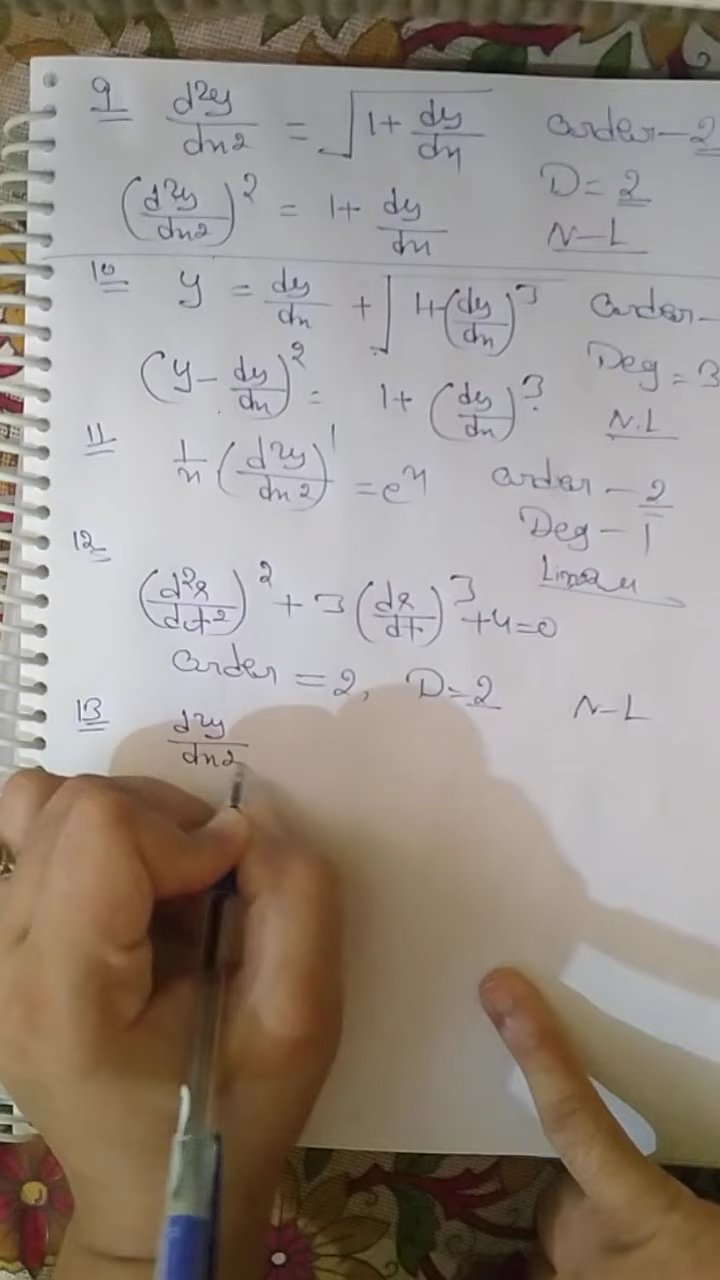 9 d²y/dx2 = √1+ dy/dx order - 2
(d²y/dx2)² = 1+ dy/dx D = 2
N-L
10 y = dy/dx + √1+(dy/dx)³ order -
(y - dy/dx)² = 1+ (dy/dx)³. Deg = 3
N.L
11 1/x (d²y/dx2)¹ = eˣ order - 2
Deg - 1
Linear
12 (d²x/dt²)² + 3(dx/dt)³ +4=0
order = 2, D=2 N-L
13 d²y/dx2